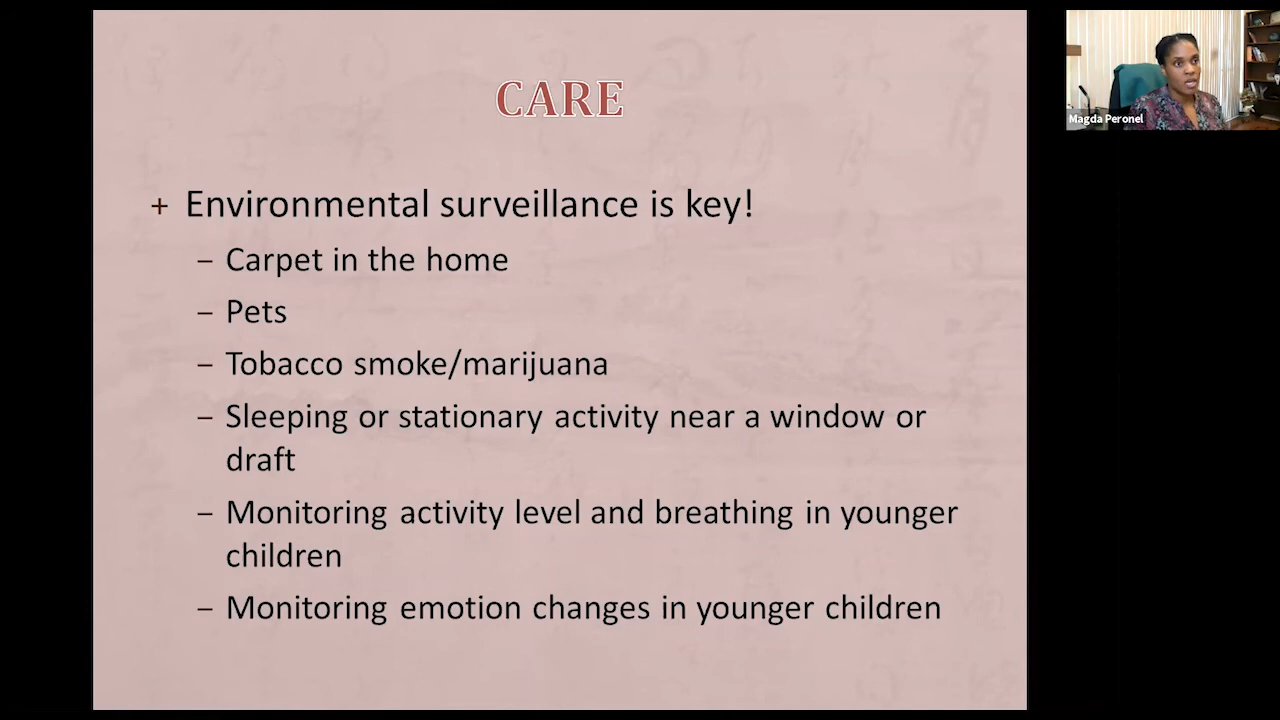 CARE
+ Environmental surveillance is key!
– Carpet in the home
– Pets
– Tobacco smoke/marijuana
– Sleeping or stationary activity near a window or
draft
– Monitoring activity level and breathing in younger
children
– Monitoring emotion changes in younger children
Magda Peronel